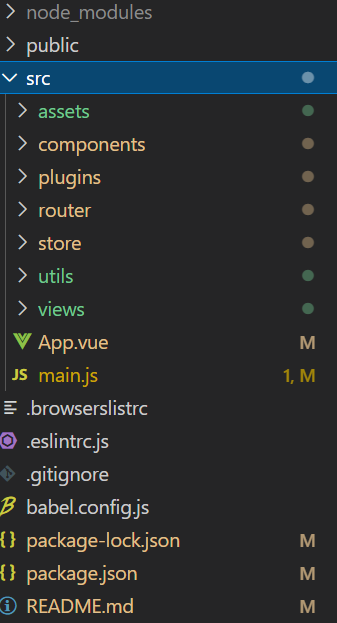 node_modules
public
src
assets
components
plugins
router
store
utils
views
App.vue M
JS main.js 1, M
.browserslistrc
.eslintrc.js
.gitignore
babel.config.js
{} package-lock.json M
{} package.json M
README.md M